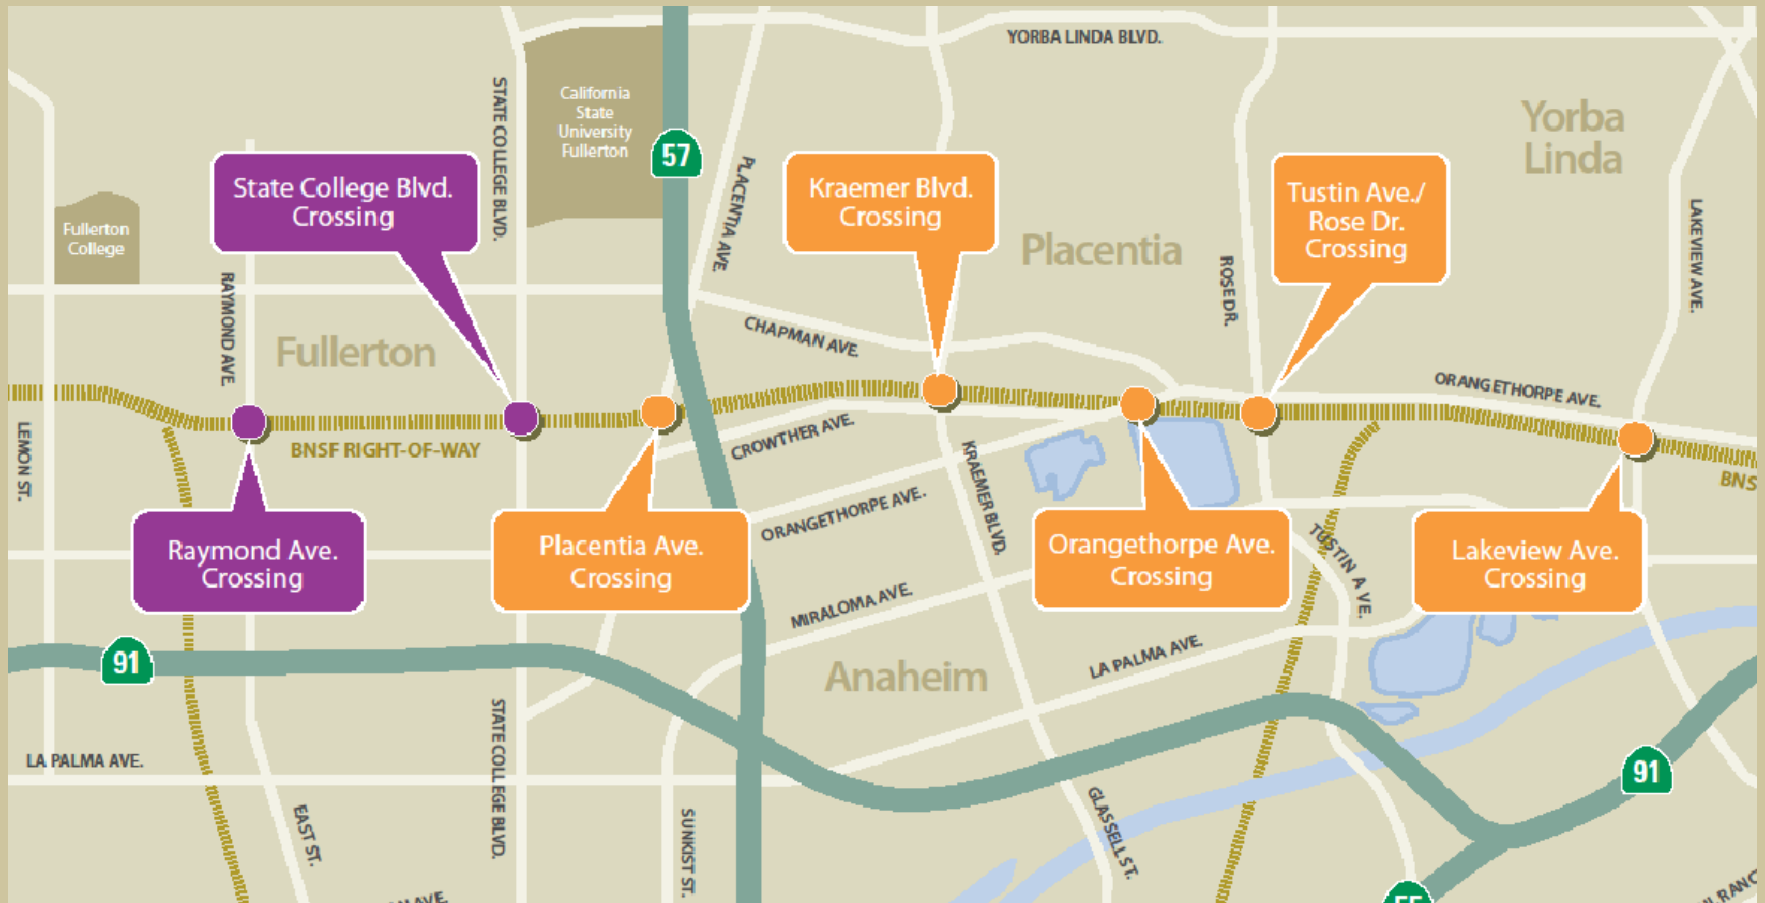 YORBA LINDA BLVD.
California
State
University
Fullerton
STATE COLLEGE BLVD.
57
PLACENTIA AVE.
Yorba
Linda
State College Blvd.
Crossing
Kraemer Blvd.
Crossing
Tustin Ave./
Rose Dr.
Crossing
Fullerton
College
Placentia
LAKEVIEW AVE.
RAYMOND AVE.
ROSE DR.
Fullerton
CHAPMAN AVE.
ORANGETHORPE AVE.
LEMON ST.
BNSF RIGHT-OF-WAY
CROWTHER AVE.
KRAEMER BLVD.
BNS
ORANGETHORPE AVE.
Raymond Ave.
Crossing
Placentia Ave.
Crossing
Orangethorpe Ave.
Crossing
TUSTIN AVE.
Lakeview Ave.
Crossing
MIRALOMA AVE.
91
Anaheim
LA PALMA AVE.
STATE COLLEGE BLVD.
LA PALMA AVE.
91
EAST ST.
SUNKIST ST.
GLASSELL ST.
55
AVE.
RANC